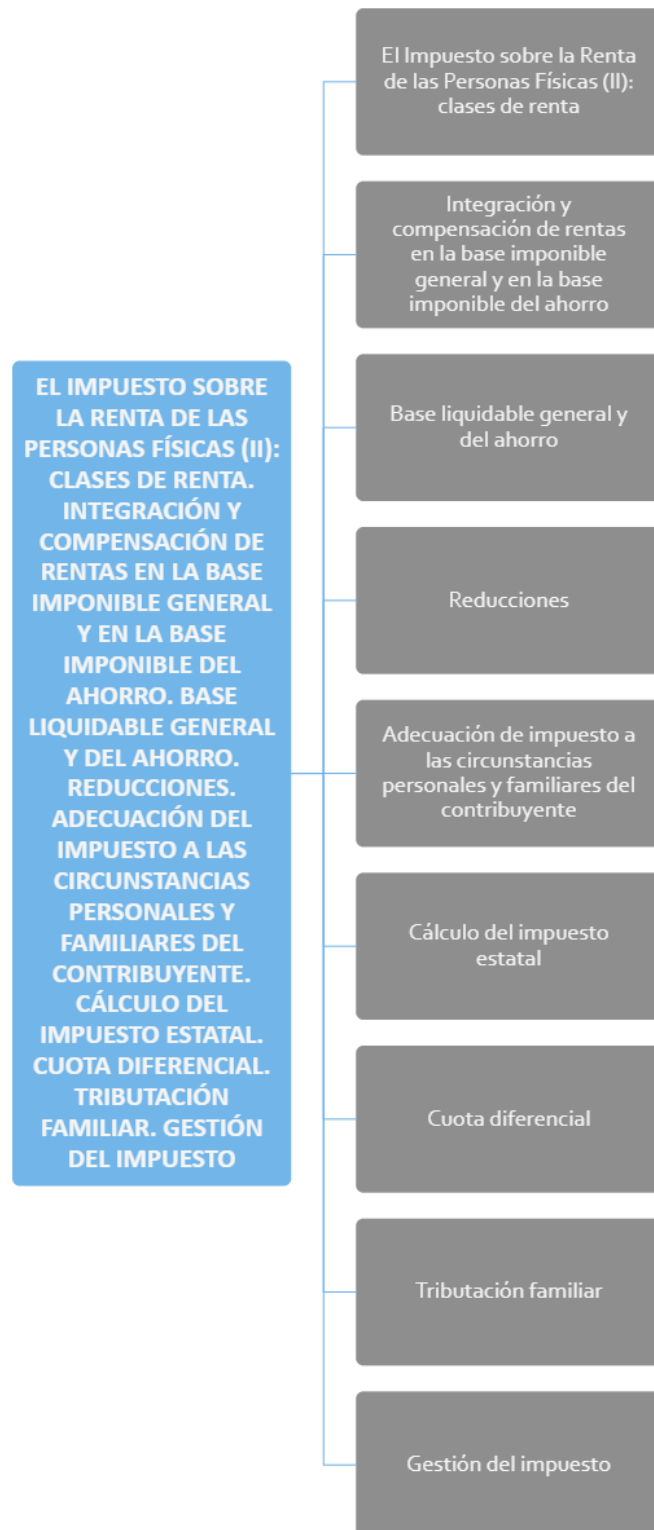 El Impuesto sobre la Renta
de las Personas Físicas (II):
clases de renta
Integración y
compensación de rentas
en la base imponible
general y en la base
imponible del ahorro
EL IMPUESTO SOBRE
LA RENTA DE LAS
PERSONAS FÍSICAS (II):
CLASES DE RENTA.
INTEGRACIÓN Y
COMPENSACIÓN DE
RENTAS EN LA BASE
IMPONIBLE GENERAL
Y EN LA BASE
IMPONIBLE DEL
AHORRO. BASE
LIQUIDABLE GENERAL
Y DEL AHORRO.
REDUCCIONES.
ADECUACIÓN DEL
IMPUESTO A LAS
CIRCUNSTANCIAS
PERSONALES Y
FAMILIARES DEL
CONTRIBUYENTE.
CÁLCULO DEL
IMPUESTO ESTATAL.
CUOTA DIFERENCIAL.
TRIBUTACIÓN
FAMILIAR. GESTIÓN
DEL IMPUESTO
Base liquidable general y
del ahorro
Reducciones
Adecuación de impuesto a
las circunstancias
personales y familiares del
contribuyente
Cálculo del impuesto
estatal
Cuota diferencial
Tributación familiar
Gestión del impuesto